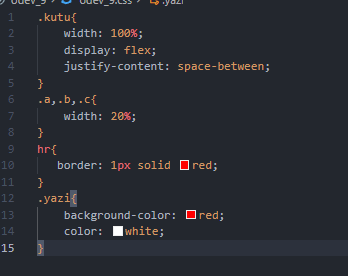 odev_9 > odev_9.css > .yazi
1 .kutu{
2 width: 100%;
3 display: flex;
4 justify-content: space-between;
5 }
6 .a,.b,.c{
7 width: 20%;
8 }
9 hr{
10 border: 1px solid red;
11 }
12 .yazi{
13 background-color: red;
14 color: white;
15 }